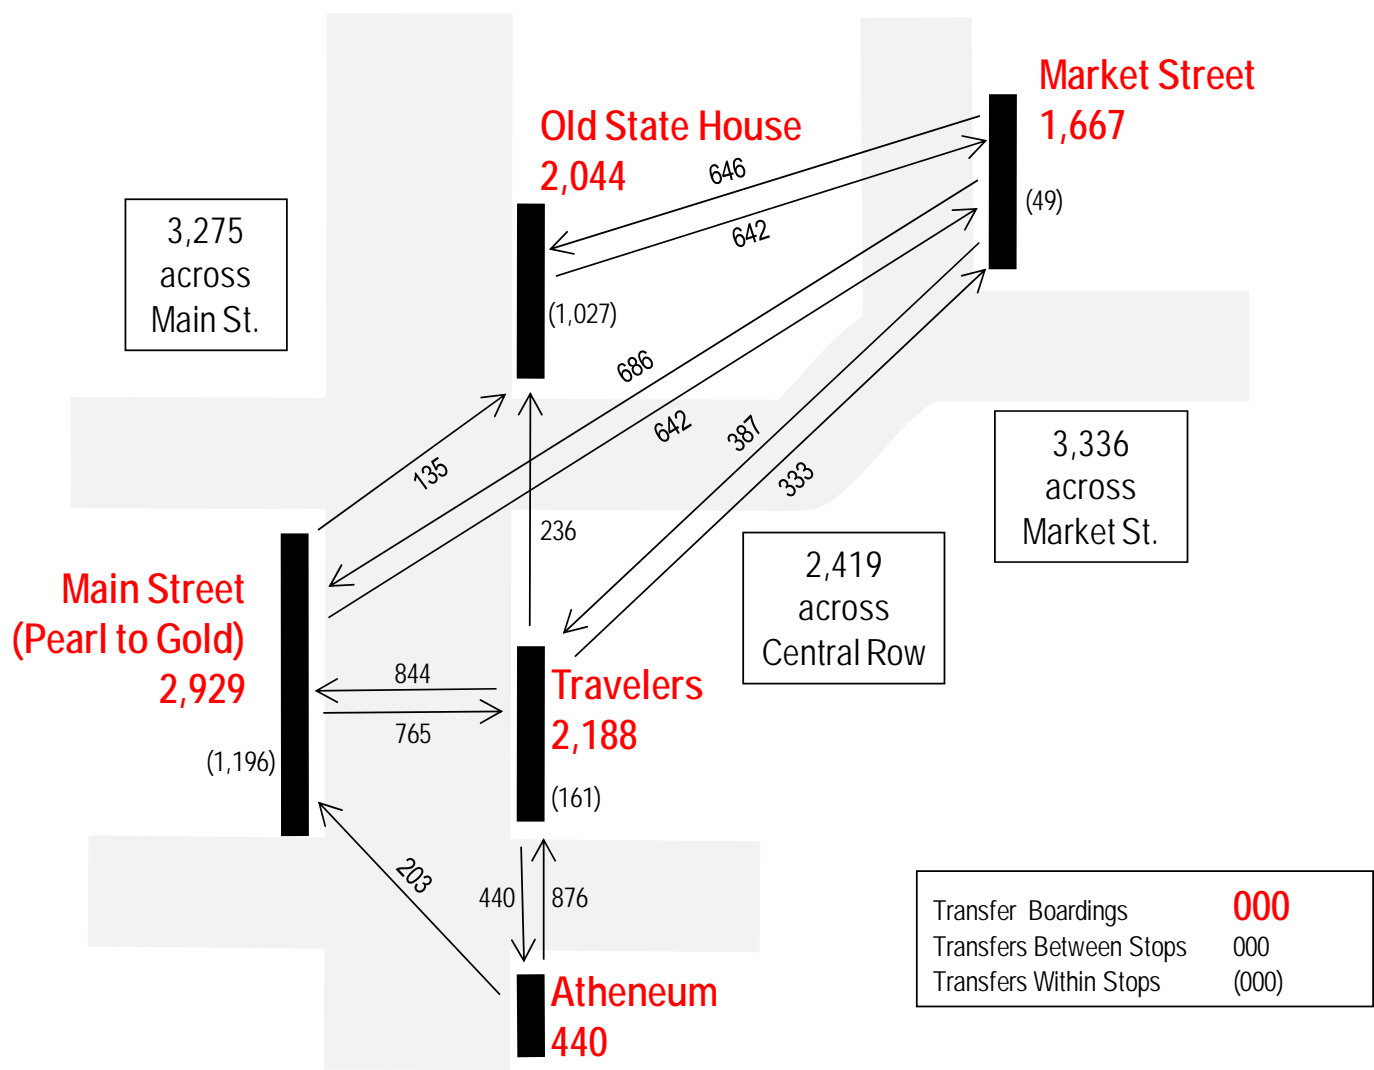 Market Street
1,667
Old State House
2,044
646
642
(49)
3,275
across
Main St.
(1,027)
686
642
387
333
135
3,336
across
Market St.
236
2,419
across
Central Row
Main Street
(Pearl to Gold)
2,929
844
765
Travelers
2,188
(1,196)
(161)
203
440
876
Atheneum
440
Transfer Boardings 000
Transfers Between Stops 000
Transfers Within Stops (000)